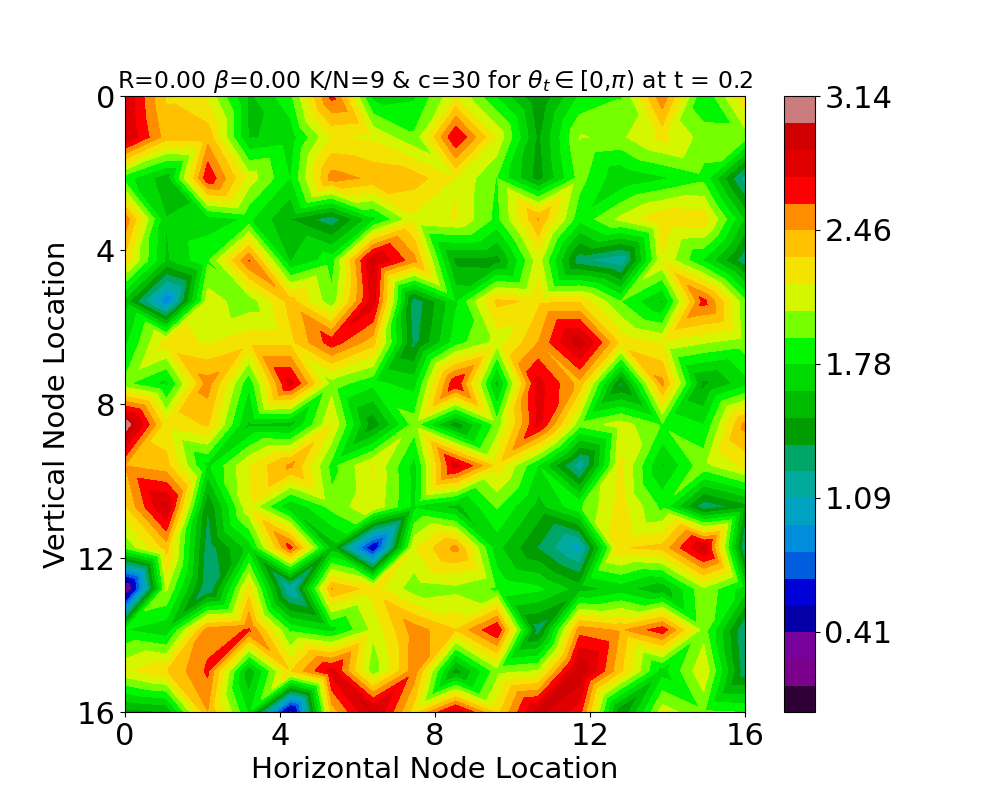 R=0.00 β=0.00 K/N=9 & c=30 for θₜ ∈ [0,π) at t = 0.2
0
4
8
12
16
Vertical Node Location
0 4 8 12 16
Horizontal Node Location
3.14
2.46
1.78
1.09
0.41